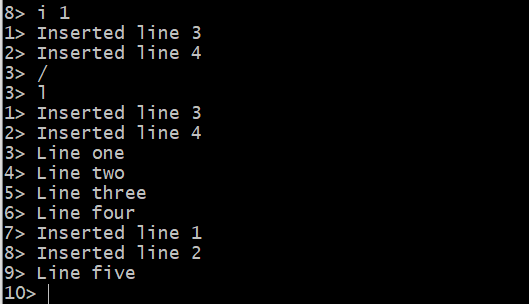 8> i 1
1> Inserted line 3
2> Inserted line 4
3> /
3> l
1> Inserted line 3
2> Inserted line 4
3> Line one
4> Line two
5> Line three
6> Line four
7> Inserted line 1
8> Inserted line 2
9> Line five
10>